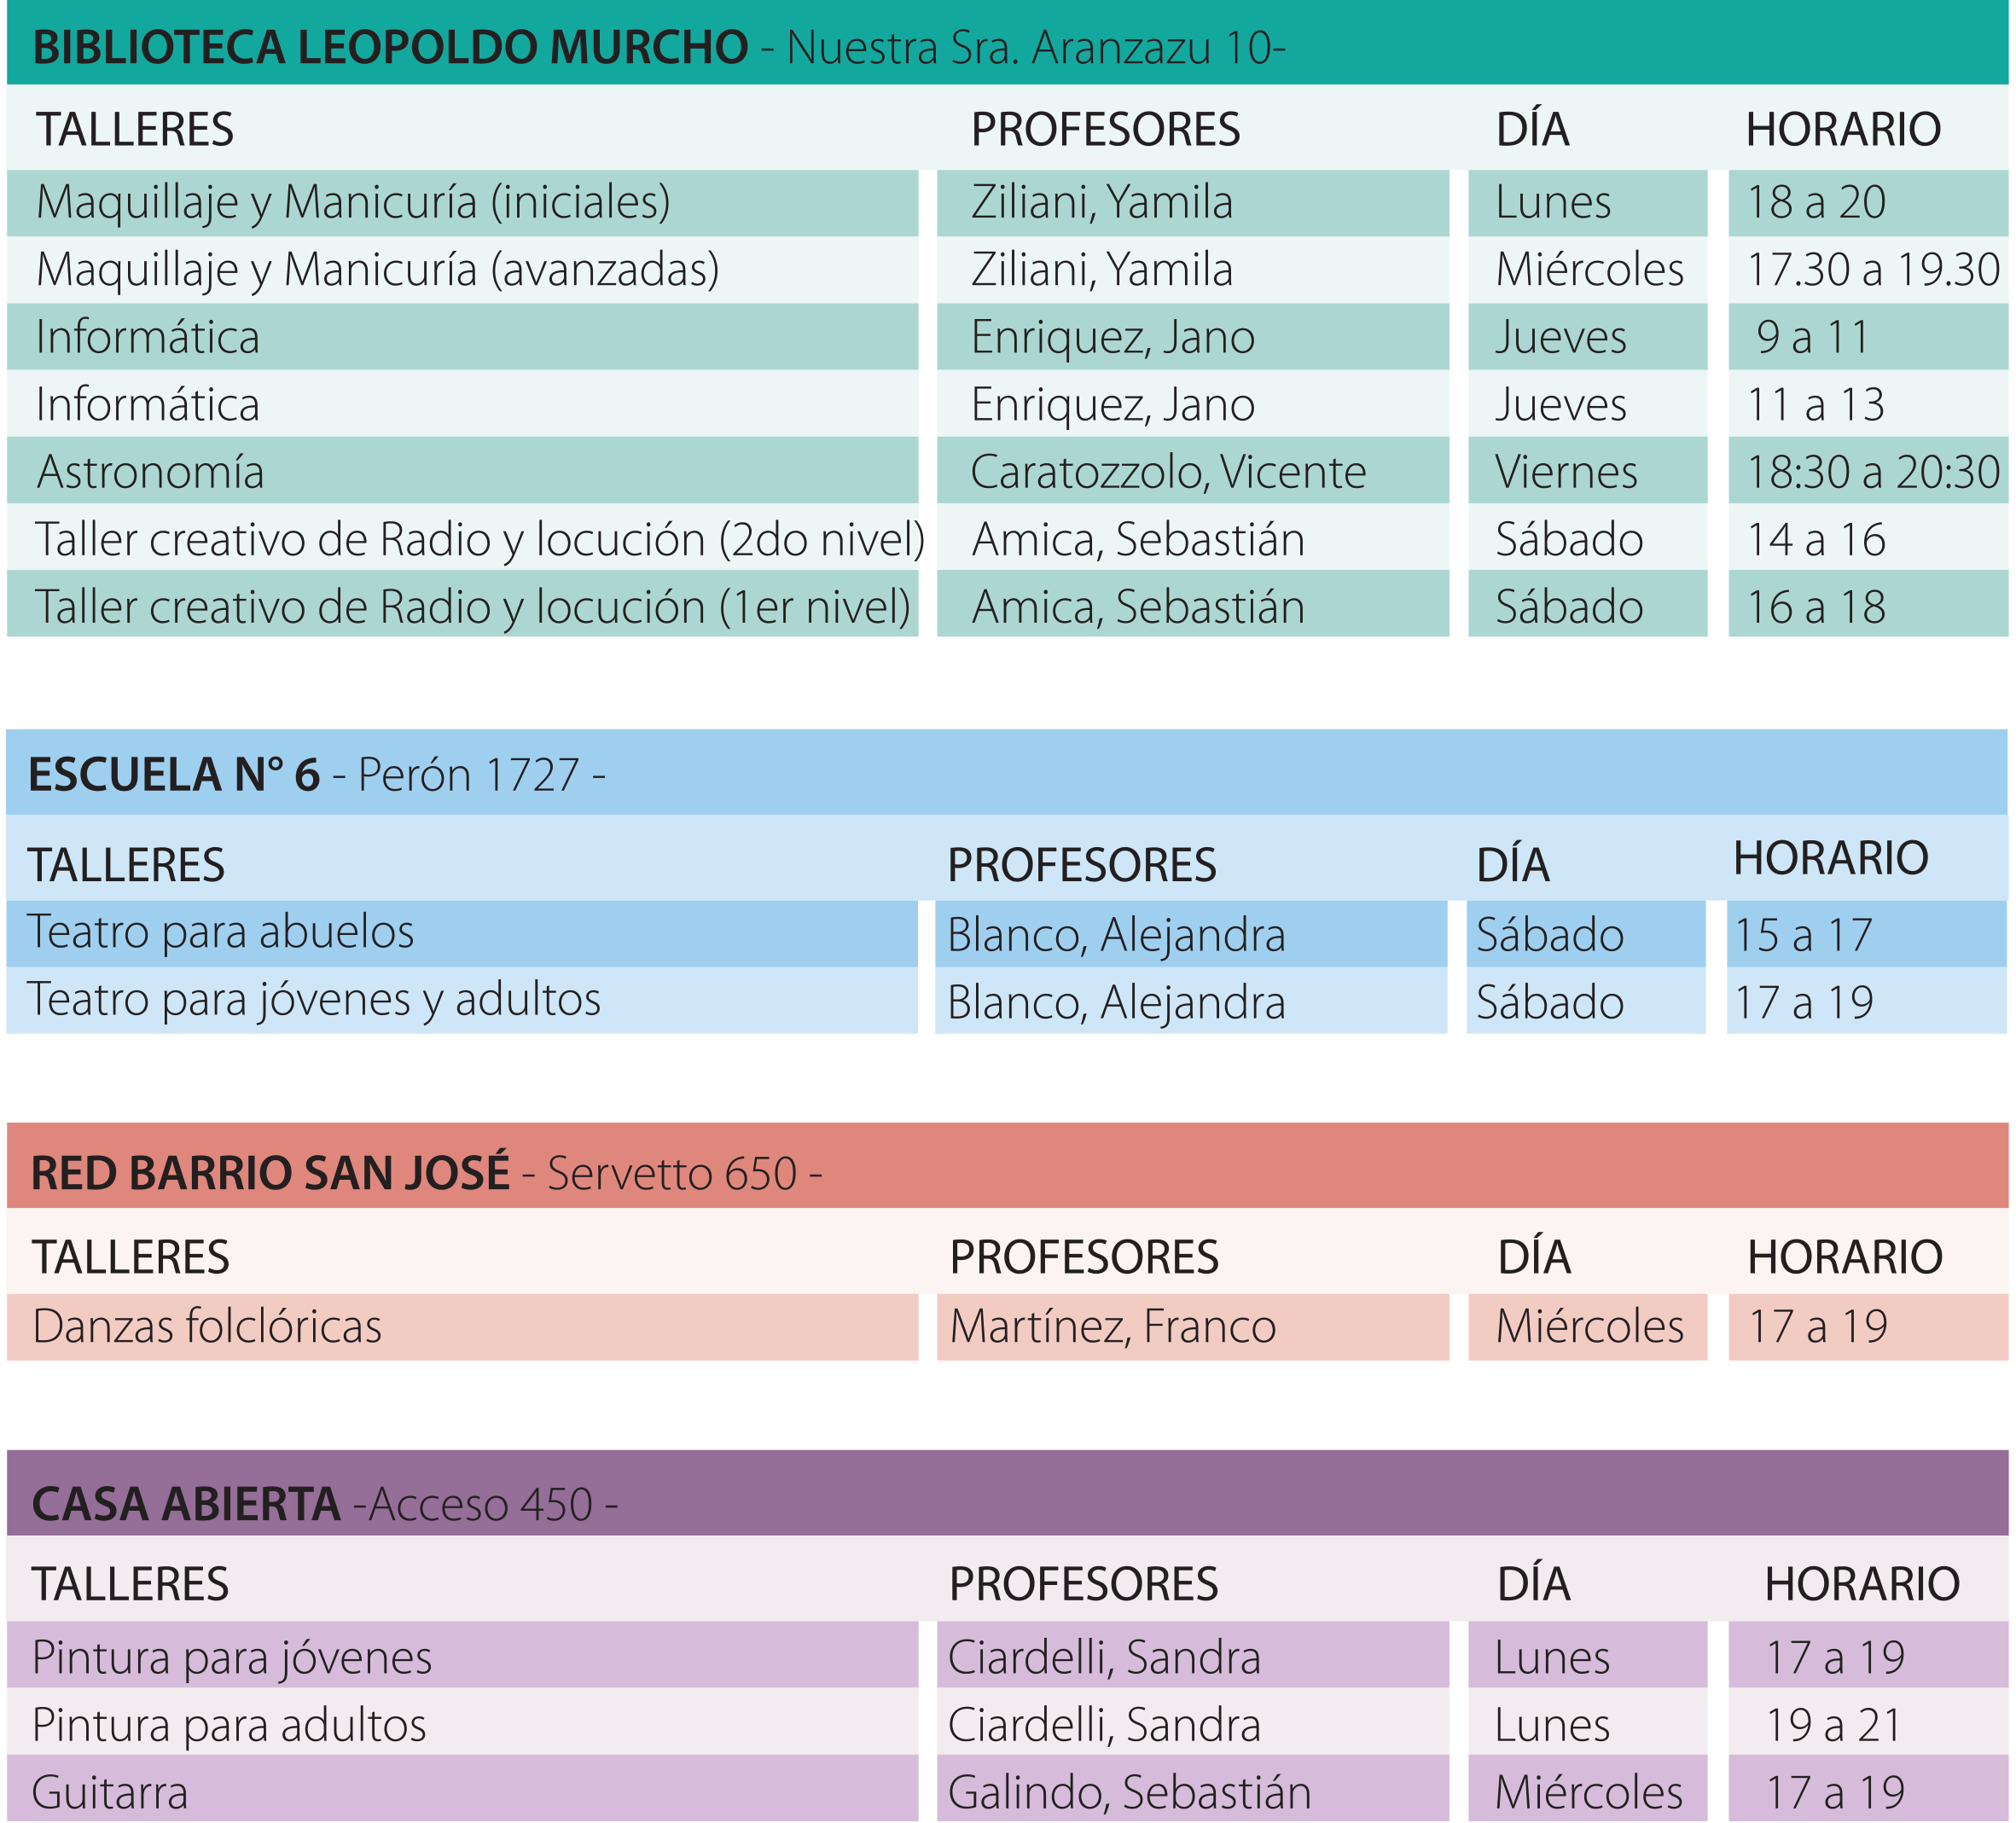 BIBLIOTECA LEOPOLDO MURCHO - Nuestra Sra. Aranzazu 10-
TALLERES PROFESORES DÍA HORARIO
Maquillaje y Manicuría (iniciales) Ziliani, Yamila Lunes 18 a 20
Maquillaje y Manicuría (avanzadas) Ziliani, Yamila Miércoles 17.30 a 19.30
Informática Enriquez, Jano Jueves 9 a 11
Informática Enriquez, Jano Jueves 11 a 13
Astronomía Caratozzolo, Vicente Viernes 18:30 a 20:30
Taller creativo de Radio y locución (2do nivel) Amica, Sebastián Sábado 14 a 16
Taller creativo de Radio y locución (1er nivel) Amica, Sebastián Sábado 16 a 18
ESCUELA N° 6 - Perón 1727 -
TALLERES PROFESORES DÍA HORARIO
Teatro para abuelos Blanco, Alejandra Sábado 15 a 17
Teatro para jóvenes y adultos Blanco, Alejandra Sábado 17 a 19
RED BARRIO SAN JOSÉ - Servetto 650 -
TALLERES PROFESORES DÍA HORARIO
Danzas folclóricas Martínez, Franco Miércoles 17 a 19
CASA ABIERTA -Acceso 450 -
TALLERES PROFESORES DÍA HORARIO
Pintura para jóvenes Ciardelli, Sandra Lunes 17 a 19
Pintura para adultos Ciardelli, Sandra Lunes 19 a 21
Guitarra Galindo, Sebastián Miércoles 17 a 19